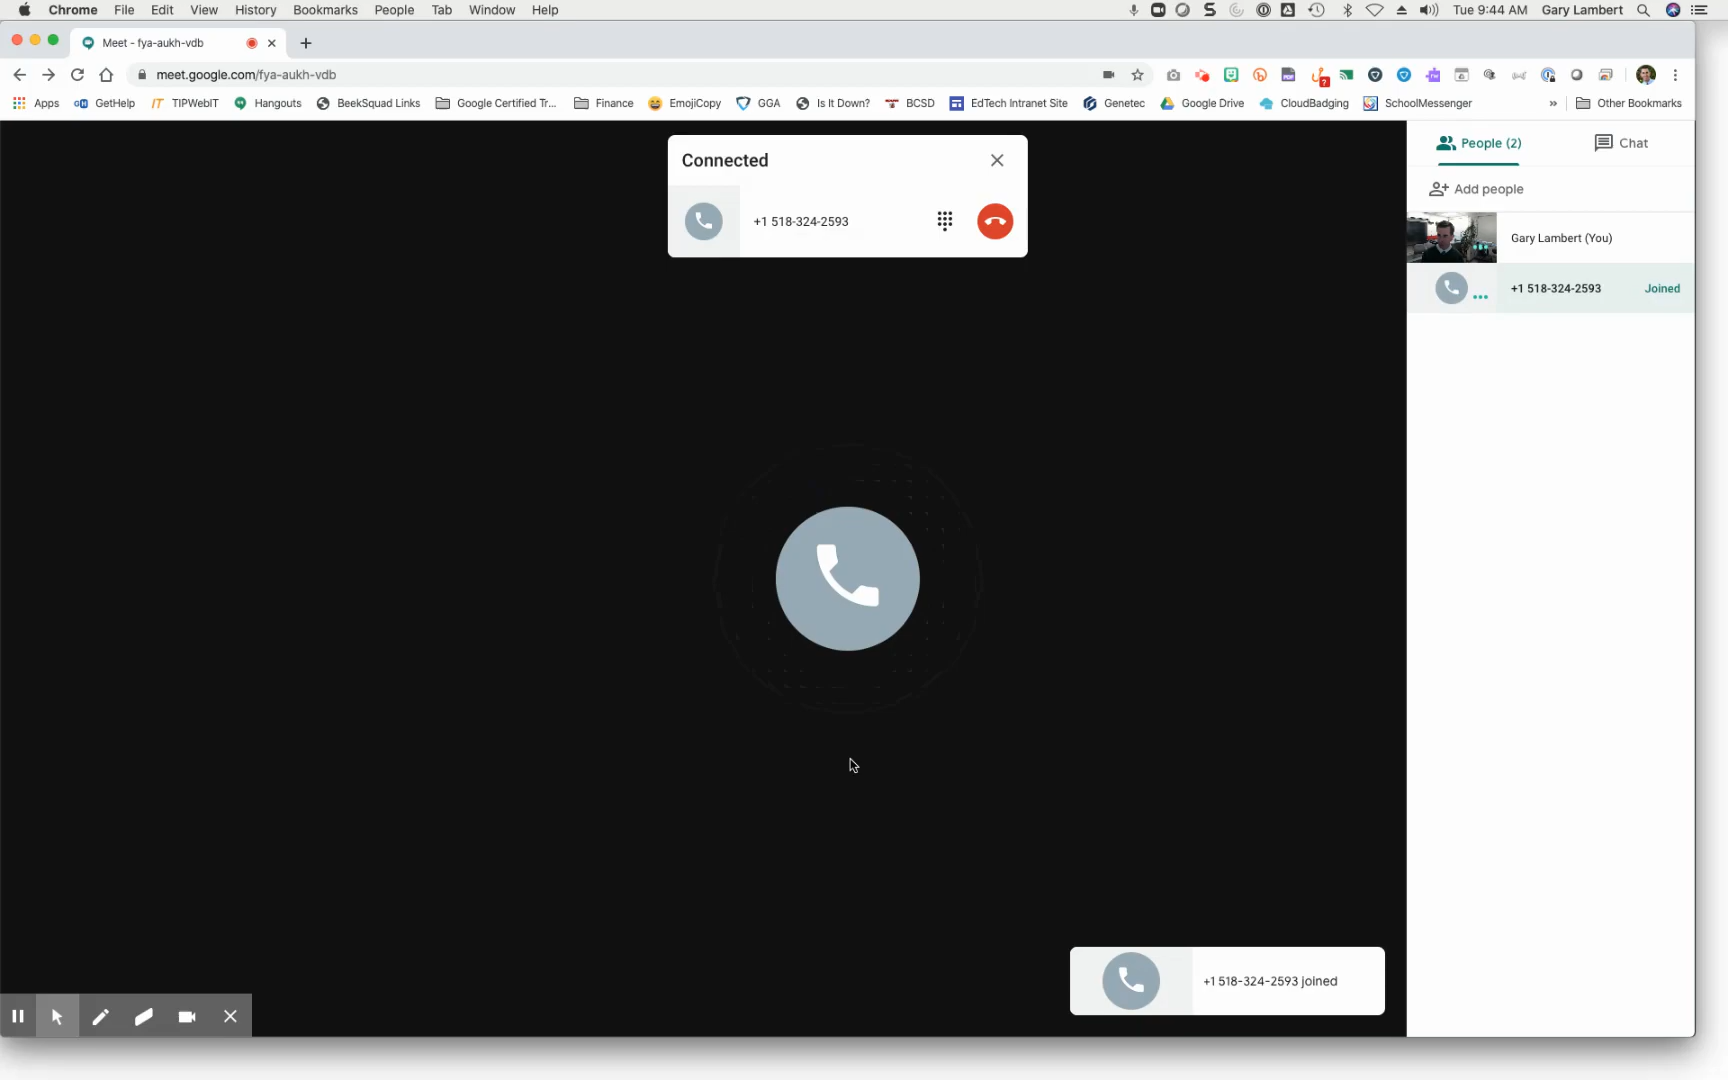 Chrome File Edit View History Bookmarks People Tab Window Help Tue 9:44 AM Gary Lambert
Meet - fya-aukh-vdb
meet.google.com/fya-aukh-vdb
Apps GetHelp TIPWebIT Hangouts BeekSquad Links Google Certified Tr... Finance EmojiCopy GGA Is It Down? BCSD EdTech Intranet Site Genetec Google Drive CloudBadging SchoolMessenger » Other Bookmarks
People (2) Chat
Connected
Add people
+1 518-324-2593
Gary Lambert (You)
+1 518-324-2593 Joined
+1 518-324-2593 joined